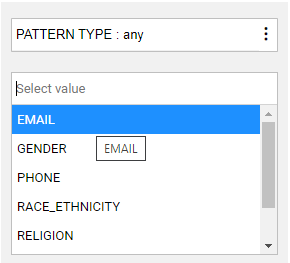 PATTERN TYPE : any
Select value
EMAIL
GENDER
EMAIL
PHONE
RACE_ETHNICITY
RELIGION